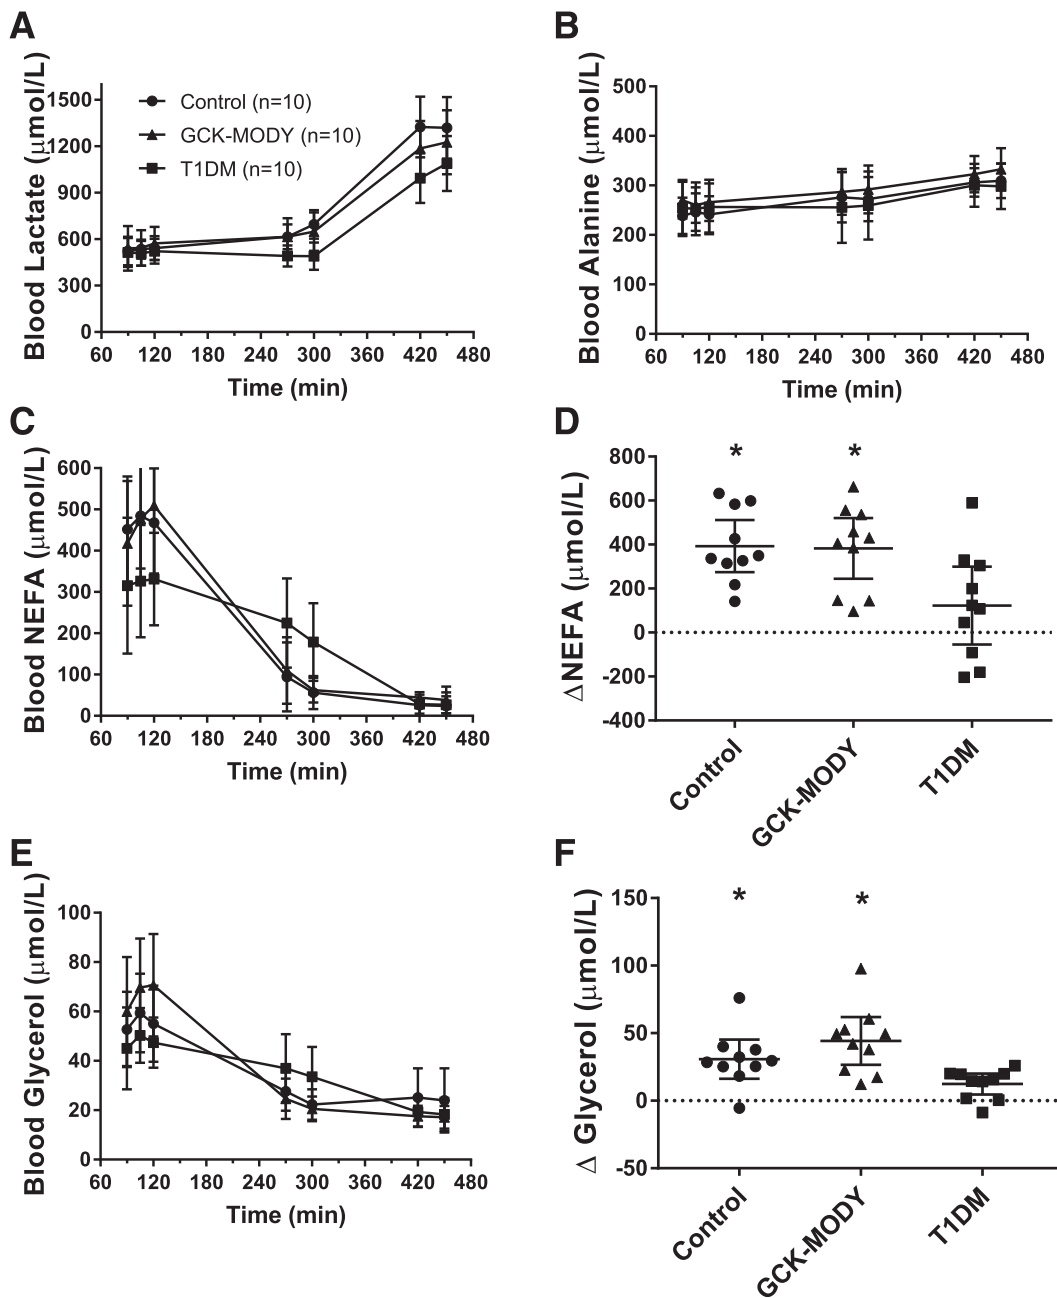 A
Blood Lactate (μmol/L)
1500
1200
900
600
300
0
Control (n=10)
GCK-MODY (n=10)
T1DM (n=10)
60 120 180 240 300 360 420 480
Time (min)
B
Blood Alanine (μmol/L)
500
400
300
200
100
0
60 120 180 240 300 360 420 480
Time (min)
C
Blood NEFA (μmol/L)
600
500
400
300
200
100
0
60 120 180 240 300 360 420 480
Time (min)
D
ΔNEFA (μmol/L)
800
600
400
200
0
-200
-400
* *
Control
GCK-MODY
T1DM
E
Blood Glycerol (μmol/L)
100
80
60
40
20
0
60 120 180 240 300 360 420 480
Time (min)
F
Δ Glycerol (μmol/L)
150
100
50
0
-50
* *
Control
GCK-MODY
T1DM